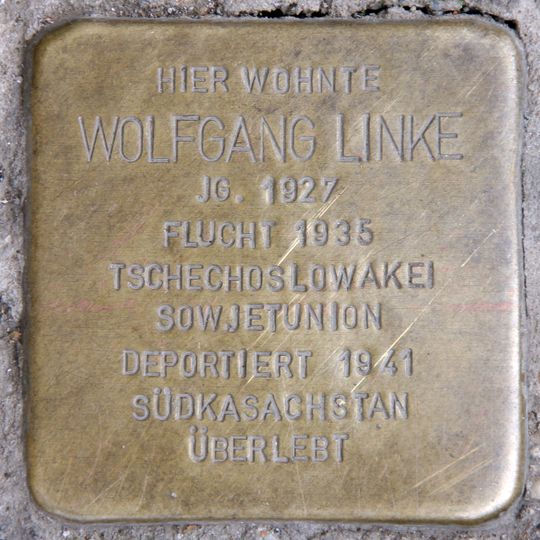 HIER WOHNTE
WOLFGANG LINKE
JG. 1927
FLUCHT 1935
TSCHECHOSLOWAKEI
SOWJETUNION
DEPORTIERT 1941
SÜDKASACHSTAN
ÜBERLEBT